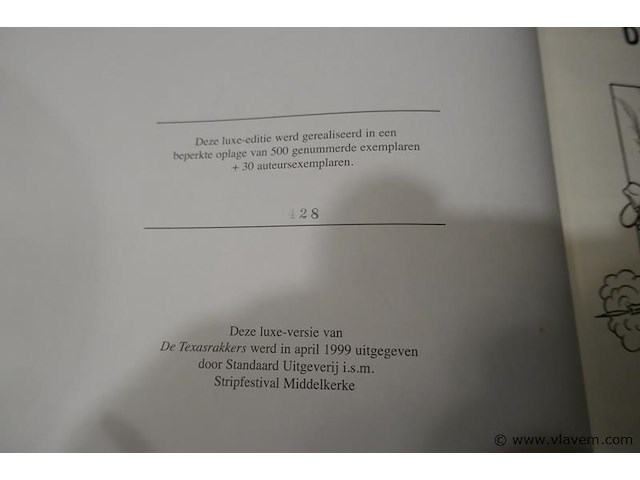 Deze luxe-editie werd gerealiseerd in een
beperkte oplage van 500 genummerde exemplaren
+ 30 auteursexemplaren.
428
Deze luxe-versie van
De Texasrakkers werd in april 1999 uitgegeven
door Standaard Uitgeverij i.s.m.
Stripfestival Middelkerke
© www.vlavem.com